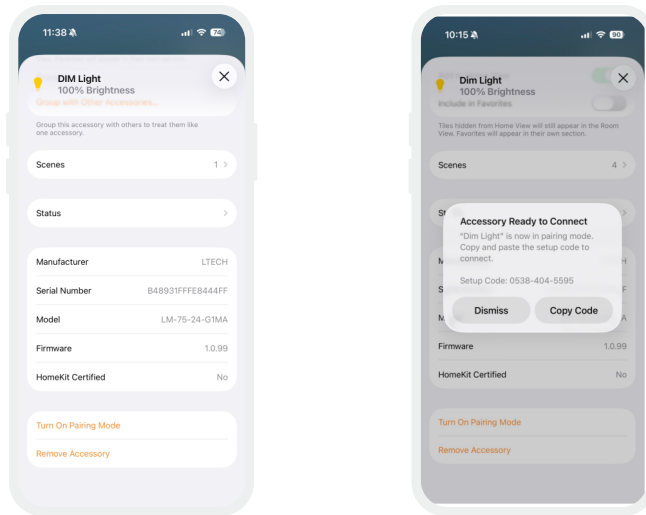 11:38
74
DIM Light
100% Brightness
Group with Other Accessories...
Group this accessory with others to treat them like
one accessory.
Scenes
1
Status
Manufacturer
LTECH
Serial Number
B48931FFFE8444FF
Model
LM-75-24-G1MA
Firmware
1.0.99
HomeKit Certified
No
Turn On Pairing Mode
Remove Accessory
10:15
90
Dim Light
100% Brightness
Include in Favorites
Tiles hidden from Home View will still appear in the Room
View. Favorites will appear in their own section.
Scenes
4
Accessory Ready to Connect
"Dim Light" is now in pairing mode.
Copy and paste the setup code to
connect.
Setup Code: 0538-404-5595
Dismiss
Copy Code
Firmware
1.0.99
HomeKit Certified
No
Turn On Pairing Mode
Remove Accessory